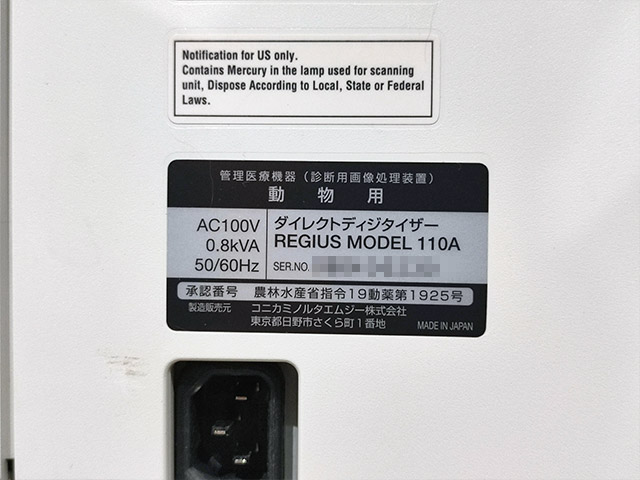 Notification for US only.
Contains Mercury in the lamp used for scanning
unit, Dispose According to Local, State or Federal
Laws.
管理医療機器（診断用画像処理装置）
動物用
AC100V
0.8kVA
50/60Hz
ダイレクトディジタイザー
REGIUS MODEL 110A
SER.NO.
承認番号 農林水産省指令19動薬第1925号
製造販売元 コニカミノルタエムジー株式会社
東京都日野市さくら町1番地
MADE IN JAPAN